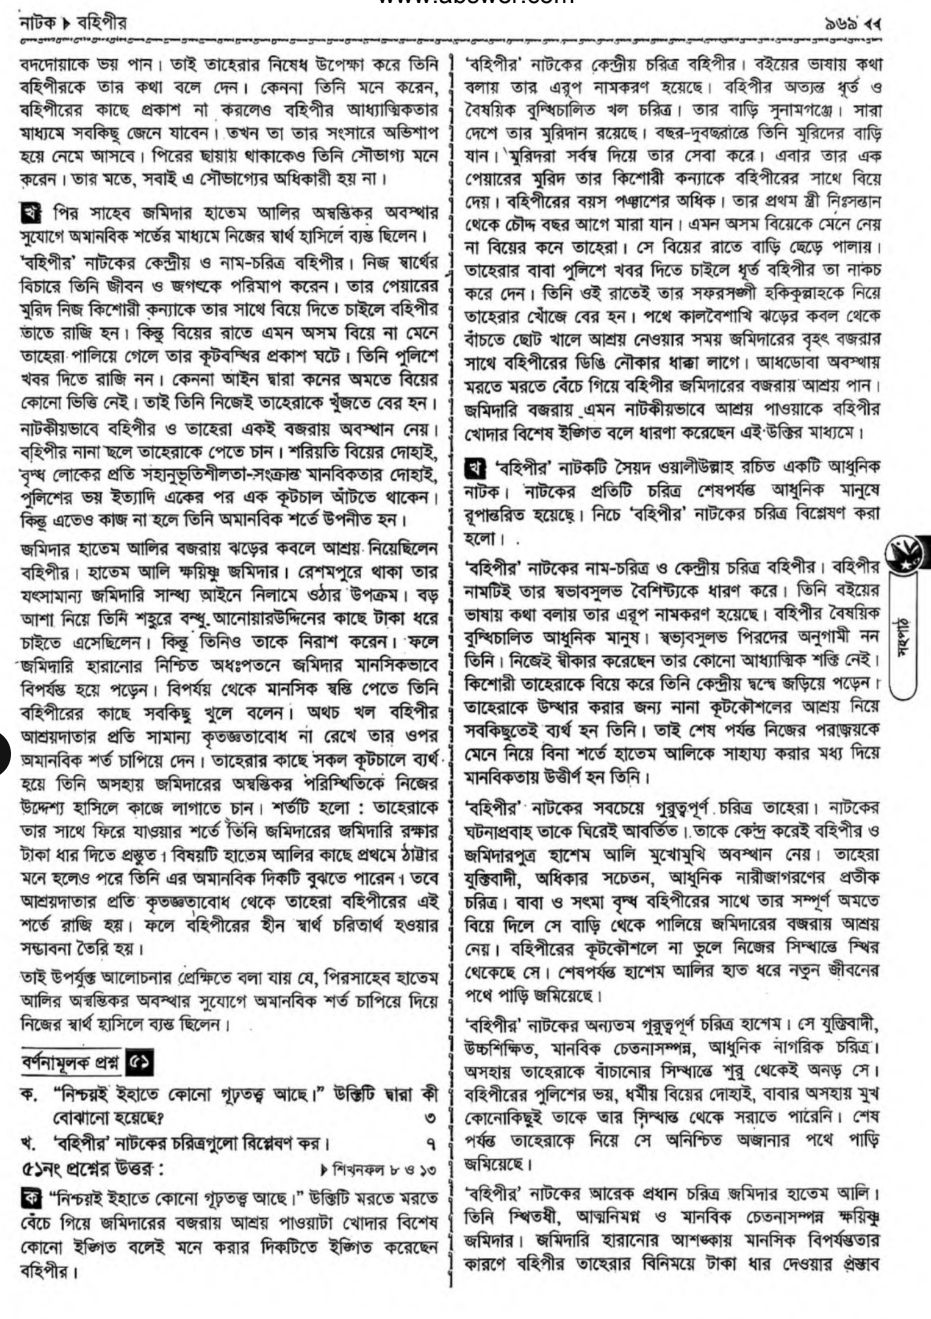 www.abswer.com
নাটক ▶ বহিপীর
৯৬৯ ◀◀
বদদোয়াকে ভয় পান। তাই তাহেরার নিষেধ উপেক্ষা করে তিনি
বহিপীরকে তার কথা বলে দেন। কেননা তিনি মনে করেন,
বহিপীরের কাছে প্রকাশ না করলেও বহিপীর আধ্যাত্মিকতার
মাধ্যমে সবকিছু জেনে যাবেন। তখন তা তার সংসারে অভিশাপ
হয়ে নেমে আসবে। পিরের ছায়ায় থাকাকেও তিনি সৌভাগ্য মনে
করেন। তার মতে, সবাই এ সৌভাগ্যের অধিকারী হয় না।
খ পির সাহেব জমিদার হাতেম আলির অস্বস্তিকর অবস্থার
সুযোগে অমানবিক শর্তের মাধ্যমে নিজের স্বার্থ হাসিলে ব্যস্ত ছিলেন।
'বহিপীর' নাটকের কেন্দ্রীয় ও নাম-চরিত্র বহিপীর। নিজ স্বার্থের
বিচারে তিনি জীবন ও জগৎকে পরিমাপ করেন। তার পেয়ারের
মুরিদ নিজ কিশোরী কন্যাকে তার সাথে বিয়ে দিতে চাইলে বহিপীর
তাতে রাজি হন। কিন্তু বিয়ের রাতে এমন অসম বিয়ে না মেনে
তাহেরা পালিয়ে গেলে তার কূটবন্ধির প্রকাশ ঘটে। তিনি পুলিশে
খবর দিতে রাজি নন। কেননা আইন দ্বারা কনের অমতে বিয়ের
কোনো ভিত্তি নেই। তাই তিনি নিজেই তাহেরাকে খুঁজতে বের হন।
নাটকীয়ভাবে বহিপীর ও তাহেরা একই বজরায় অবস্থান নেয়।
বহিপীর নানা ছলে তাহেরাকে পেতে চান। শরিয়তি বিয়ের দোহাই,
বৃদ্ধ লোকের প্রতি সহানুভূতিশীলতা-সংক্রান্ত মানবিকতার দোহাই,
পুলিশের ভয় ইত্যাদি একের পর এক কূটচাল আঁটতে থাকেন।
কিন্তু এতেও কাজ না হলে তিনি অমানবিক শর্তে উপনীত হন।
জমিদার হাতেম আলির বজরায় ঝড়ের কবলে আশ্রয় নিয়েছিলেন
বহিপীর। হাতেম আলি ক্ষয়িষ্ণু জমিদার। রেশমপুরে থাকা তার
যৎসামান্য জমিদারি সান্ধ্য আইনে নিলামে ওঠার উপক্রম। বড়
আশা নিয়ে তিনি শহুরে বন্ধু আনোয়ারউদ্দিনের কাছে টাকা ধরে
চাইতে এসেছিলেন। কিন্তু তিনিও তাকে নিরাশ করেন। ফলে
জমিদারি হারানোর নিশ্চিত অধঃপতনে জমিদার মানসিকভাবে
বিপর্যস্ত হয়ে পড়েন। বিপর্যয় থেকে মানসিক স্বস্তি পেতে তিনি
বহিপীরের কাছে সবকিছু খুলে বলেন। অথচ খল বহিপীর
আশ্রয়দাতার প্রতি সামান্য কৃতজ্ঞতাবোধ না রেখে তার ওপর
অমানবিক শর্ত চাপিয়ে দেন। তাহেরার কাছে সকল কূটচালে ব্যর্থ
হয়ে তিনি অসহায় জমিদারের অস্বস্তিকর পরিস্থিতিকে নিজের
উদ্দেশ্য হাসিলে কাজে লাগাতে চান। শর্তটি হলো : তাহেরাকে
তার সাথে ফিরে যাওয়ার শর্তে তিনি জমিদারের জমিদারি রক্ষার
টাকা ধার দিতে প্রস্তুত। বিষয়টি হাতেম আলির কাছে প্রথমে ঠাট্টার
মনে হলেও পরে তিনি এর অমানবিক দিকটি বুঝতে পারেন। তবে
আশ্রয়দাতার প্রতি কৃতজ্ঞতাবোধ থেকে তাহেরা বহিপীরের এই
শর্তে রাজি হয়। ফলে বহিপীরের হীন স্বার্থ চরিতার্থ হওয়ার
সম্ভাবনা তৈরি হয়।
তাই উপর্যুক্ত আলোচনার প্রেক্ষিতে বলা যায় যে, পিরসাহেব হাতেম
আলির অস্বস্তিকর অবস্থার সুযোগে অমানবিক শর্ত চাপিয়ে দিয়ে
নিজের স্বার্থ হাসিলে ব্যস্ত ছিলেন।
বর্ণনামূলক প্রশ্ন ৫১
ক. "নিশ্চয়ই ইহাতে কোনো গূঢ়তত্ত্ব আছে।" উক্তিটি দ্বারা কী
বোঝানো হয়েছে? ৩
খ. 'বহিপীর' নাটকের চরিত্রগুলো বিশ্লেষণ কর। ৭
৫১নং প্রশ্নের উত্তর : ▶ শিখনফল ৮ ও ১৩
ক "নিশ্চয়ই ইহাতে কোনো গূঢ়তত্ত্ব আছে।" উক্তিটি মরতে মরতে
বেঁচে গিয়ে জমিদারের বজরায় আশ্রয় পাওয়াটা খোদার বিশেষ
কোনো ইঙ্গিত বলেই মনে করার দিকটিতে ইঙ্গিত করেছেন
বহিপীর।
'বহিপীর' নাটকের কেন্দ্রীয় চরিত্র বহিপীর। বইয়ের ভাষায় কথা
বলায় তার এরূপ নামকরণ হয়েছে। বহিপীর অত্যন্ত ধূর্ত ও
বৈষয়িক বুদ্ধিচালিত খল চরিত্র। তার বাড়ি সুনামগঞ্জে। সারা
দেশে তার মুরিদান রয়েছে। বছর-দুবছরান্তে তিনি মুরিদের বাড়ি
যান। মুরিদরা সর্বস্ব দিয়ে তার সেবা করে। এবার তার এক
পেয়ারের মুরিদ তার কিশোরী কন্যাকে বহিপীরের সাথে বিয়ে
দেয়। বহিপীরের বয়স পঞ্চাশের অধিক। তার প্রথম স্ত্রী নিঃসন্তান
থেকে চৌদ্দ বছর আগে মারা যান। এমন অসম বিয়েকে মেনে নেয়
না বিয়ের কনে তাহেরা। সে বিয়ের রাতে বাড়ি ছেড়ে পালায়।
তাহেরার বাবা পুলিশে খবর দিতে চাইলে ধূর্ত বহিপীর তা নাকচ
করে দেন। তিনি ওই রাতেই তার সফরসঙ্গী হকিকুল্লাহকে নিয়ে
তাহেরার খোঁজে বের হন। পথে কালবৈশাখি ঝড়ের কবল থেকে
বাঁচতে ছোট খালে আশ্রয় নেওয়ার সময় জমিদারের বৃহৎ বজরার
সাথে বহিপীরের ডিঙি নৌকার ধাক্কা লাগে। আধডোবা অবস্থায়
মরতে মরতে বেঁচে গিয়ে বহিপীর জমিদারের বজরায় আশ্রয় পান।
জমিদারি বজরায় এমন নাটকীয়ভাবে আশ্রয় পাওয়াকে বহিপীর
খোদার বিশেষ ইঙ্গিত বলে ধারণা করেছেন এই উক্তির মাধ্যমে।
খ 'বহিপীর' নাটকটি সৈয়দ ওয়ালীউল্লাহ রচিত একটি আধুনিক
নাটক। নাটকের প্রতিটি চরিত্র শেষপর্যন্ত আধুনিক মানুষে
রূপান্তরিত হয়েছে। নিচে 'বহিপীর' নাটকের চরিত্র বিশ্লেষণ করা
হলো।
'বহিপীর' নাটকের নাম-চরিত্র ও কেন্দ্রীয় চরিত্র বহিপীর। বহিপীর
নামটিই তার স্বভাবসুলভ বৈশিষ্ট্যকে ধারণ করে। তিনি বইয়ের
ভাষায় কথা বলায় তার এরূপ নামকরণ হয়েছে। বহিপীর বৈষয়িক
বুদ্ধিচালিত আধুনিক মানুষ। স্বভাবসুলভ পিরদের অনুগামী নন
তিনি। নিজেই স্বীকার করেছেন তার কোনো আধ্যাত্মিক শক্তি নেই।
কিশোরী তাহেরাকে বিয়ে করে তিনি কেন্দ্রীয় দ্বন্দ্বে জড়িয়ে পড়েন।
তাহেরাকে উদ্ধার করার জন্য নানা কূটকৌশলের আশ্রয় নিয়ে
সবকিছুতেই ব্যর্থ হন তিনি। তাই শেষ পর্যন্ত নিজের পরাজয়কে
মেনে নিয়ে বিনা শর্তে হাতেম আলিকে সাহায্য করার মধ্য দিয়ে
মানবিকতায় উত্তীর্ণ হন তিনি।
'বহিপীর' নাটকের সবচেয়ে গুরুত্বপূর্ণ চরিত্র তাহেরা। নাটকের
ঘটনাপ্রবাহ তাকে ঘিরেই আবর্তিত। তাকে কেন্দ্র করেই বহিপীর ও
জমিদারপুত্র হাশেম আলি মুখোমুখি অবস্থান নেয়। তাহেরা
যুক্তিবাদী, অধিকার সচেতন, আধুনিক নারীজাগরণের প্রতীক
চরিত্র। বাবা ও সৎমা বৃদ্ধ বহিপীরের সাথে তার সম্পূর্ণ অমতে
বিয়ে দিলে সে বাড়ি থেকে পালিয়ে জমিদারের বজরায় আশ্রয়
নেয়। বহিপীরের কূটকৌশলে না ভুলে নিজের সিদ্ধান্তে স্থির
থেকেছে সে। শেষপর্যন্ত হাশেম আলির হাত ধরে নতুন জীবনের
পথে পাড়ি জমিয়েছে।
'বহিপীর' নাটকের অন্যতম গুরুত্বপূর্ণ চরিত্র হাশেম। সে যুক্তিবাদী,
উচ্চশিক্ষিত, মানবিক চেতনাসম্পন্ন, আধুনিক নাগরিক চরিত্র।
অসহায় তাহেরাকে বাঁচানোর সিদ্ধান্তে শুরু থেকেই অনড় সে।
বহিপীরের পুলিশের ভয়, ধর্মীয় বিয়ের দোহাই, বাবার অসহায় মুখ
কোনোকিছুই তাকে তার সিদ্ধান্ত থেকে সরাতে পারেনি। শেষ
পর্যন্ত তাহেরাকে নিয়ে সে অনিশ্চিত অজানার পথে পাড়ি
জমিয়েছে।
'বহিপীর' নাটকের আরেক প্রধান চরিত্র জমিদার হাতেম আলি।
তিনি স্থিতধী, আত্মনিমগ্ন ও মানবিক চেতনাসম্পন্ন ক্ষয়িষ্ণু
জমিদার। জমিদারি হারানোর আশঙ্কায় মানসিক বিপর্যস্ততার
কারণে বহিপীর তাহেরার বিনিময়ে টাকা ধার দেওয়ার প্রস্তাব
সহপাঠ